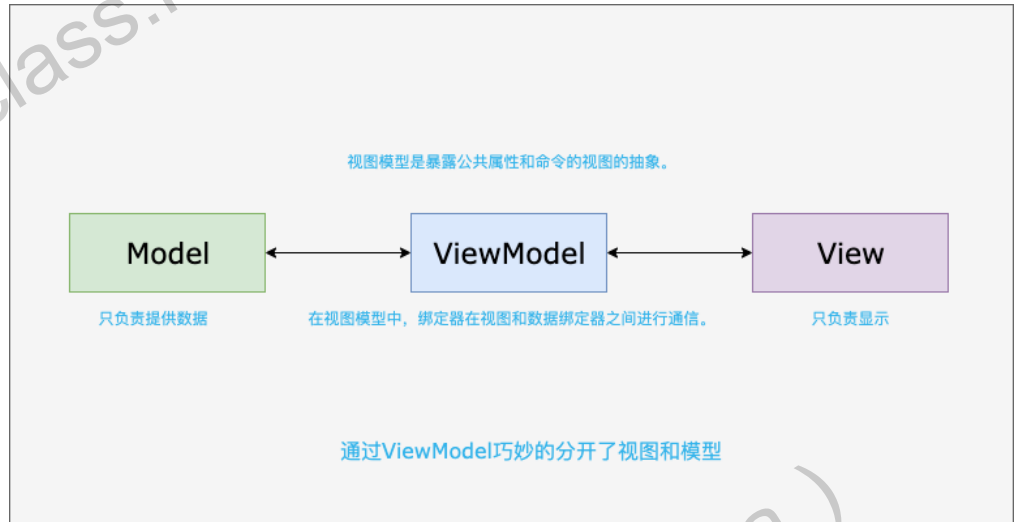 视图模型是暴露公共属性和命令的视图的抽象。
Model
ViewModel
View
只负责提供数据
在视图模型中，绑定器在视图和数据绑定器之间进行通信。
只负责显示
通过ViewModel巧妙的分开了视图和模型